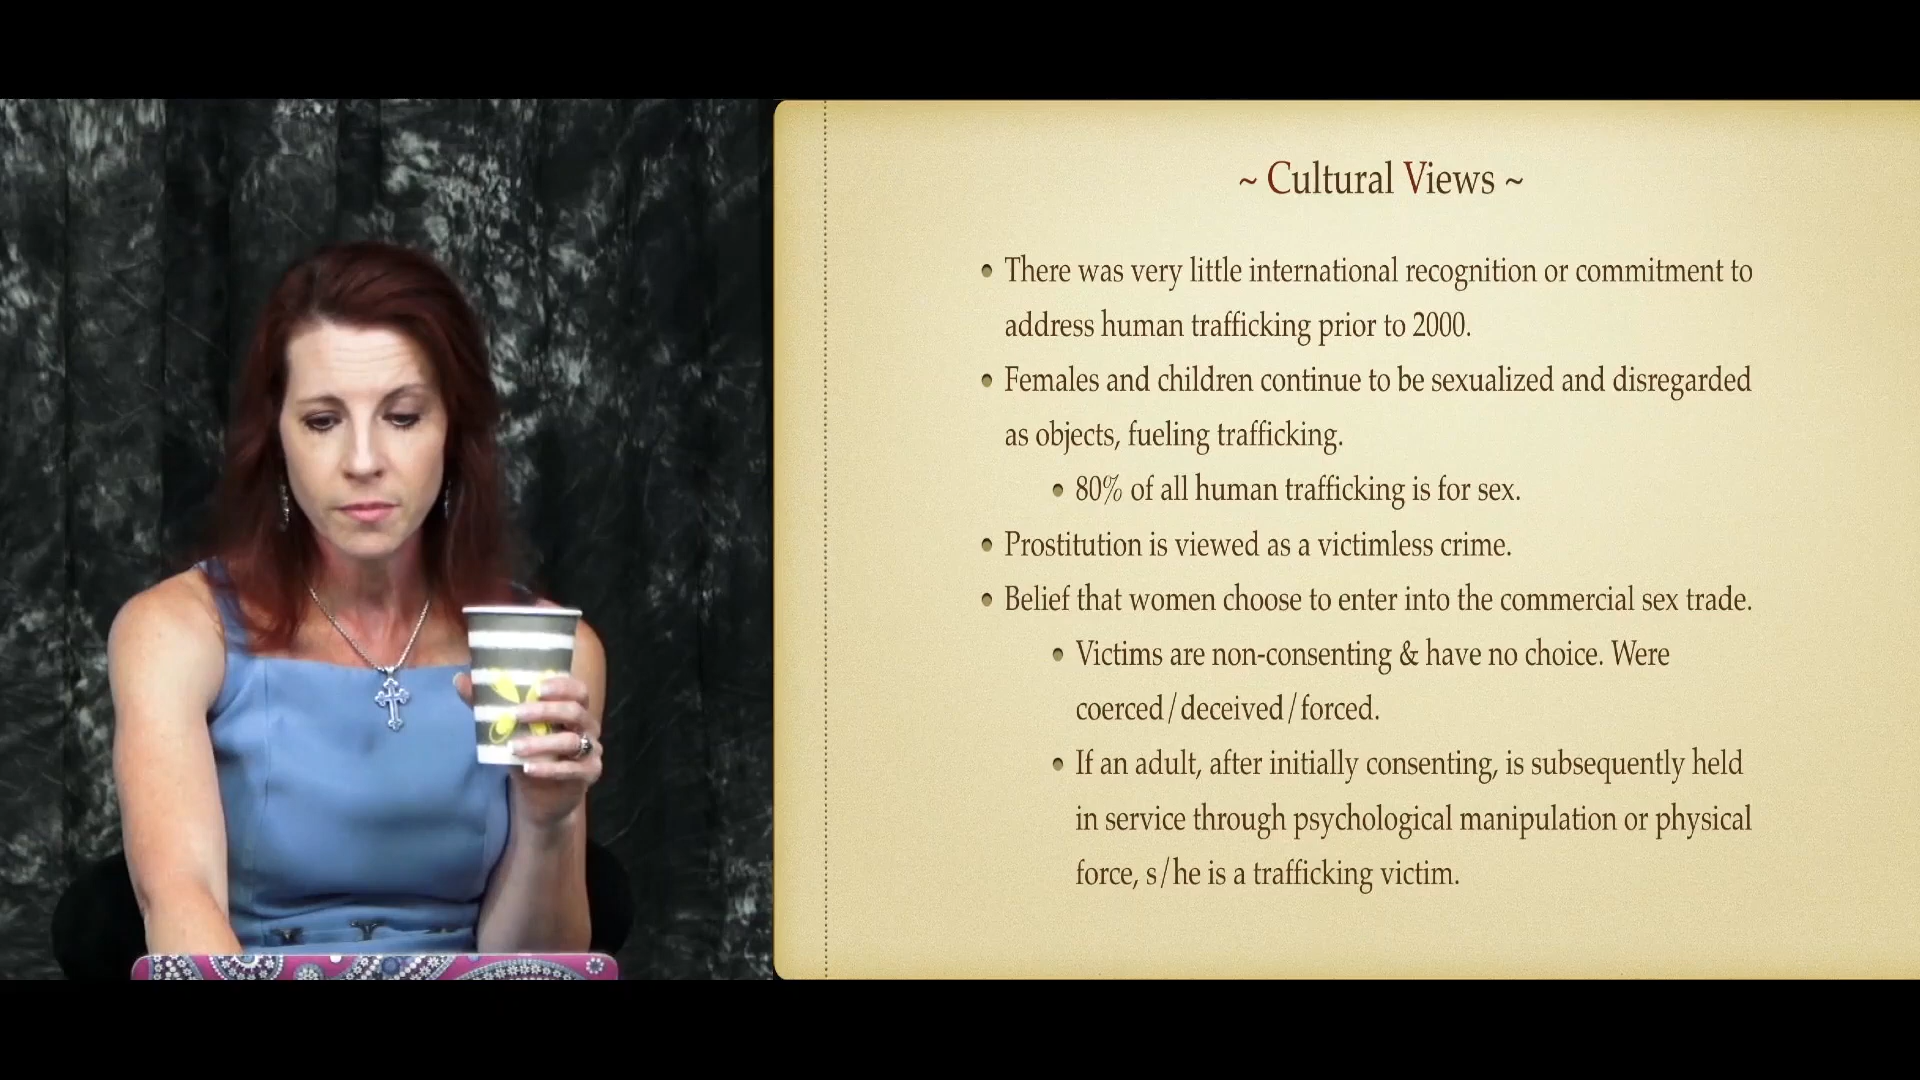 ~ Cultural Views ~
• There was very little international recognition or commitment to
address human trafficking prior to 2000.
• Females and children continue to be sexualized and disregarded
as objects, fueling trafficking.
• 80% of all human trafficking is for sex.
• Prostitution is viewed as a victimless crime.
• Belief that women choose to enter into the commercial sex trade.
• Victims are non-consenting & have no choice. Were
coerced/deceived/forced.
• If an adult, after initially consenting, is subsequently held
in service through psychological manipulation or physical
force, s/he is a trafficking victim.